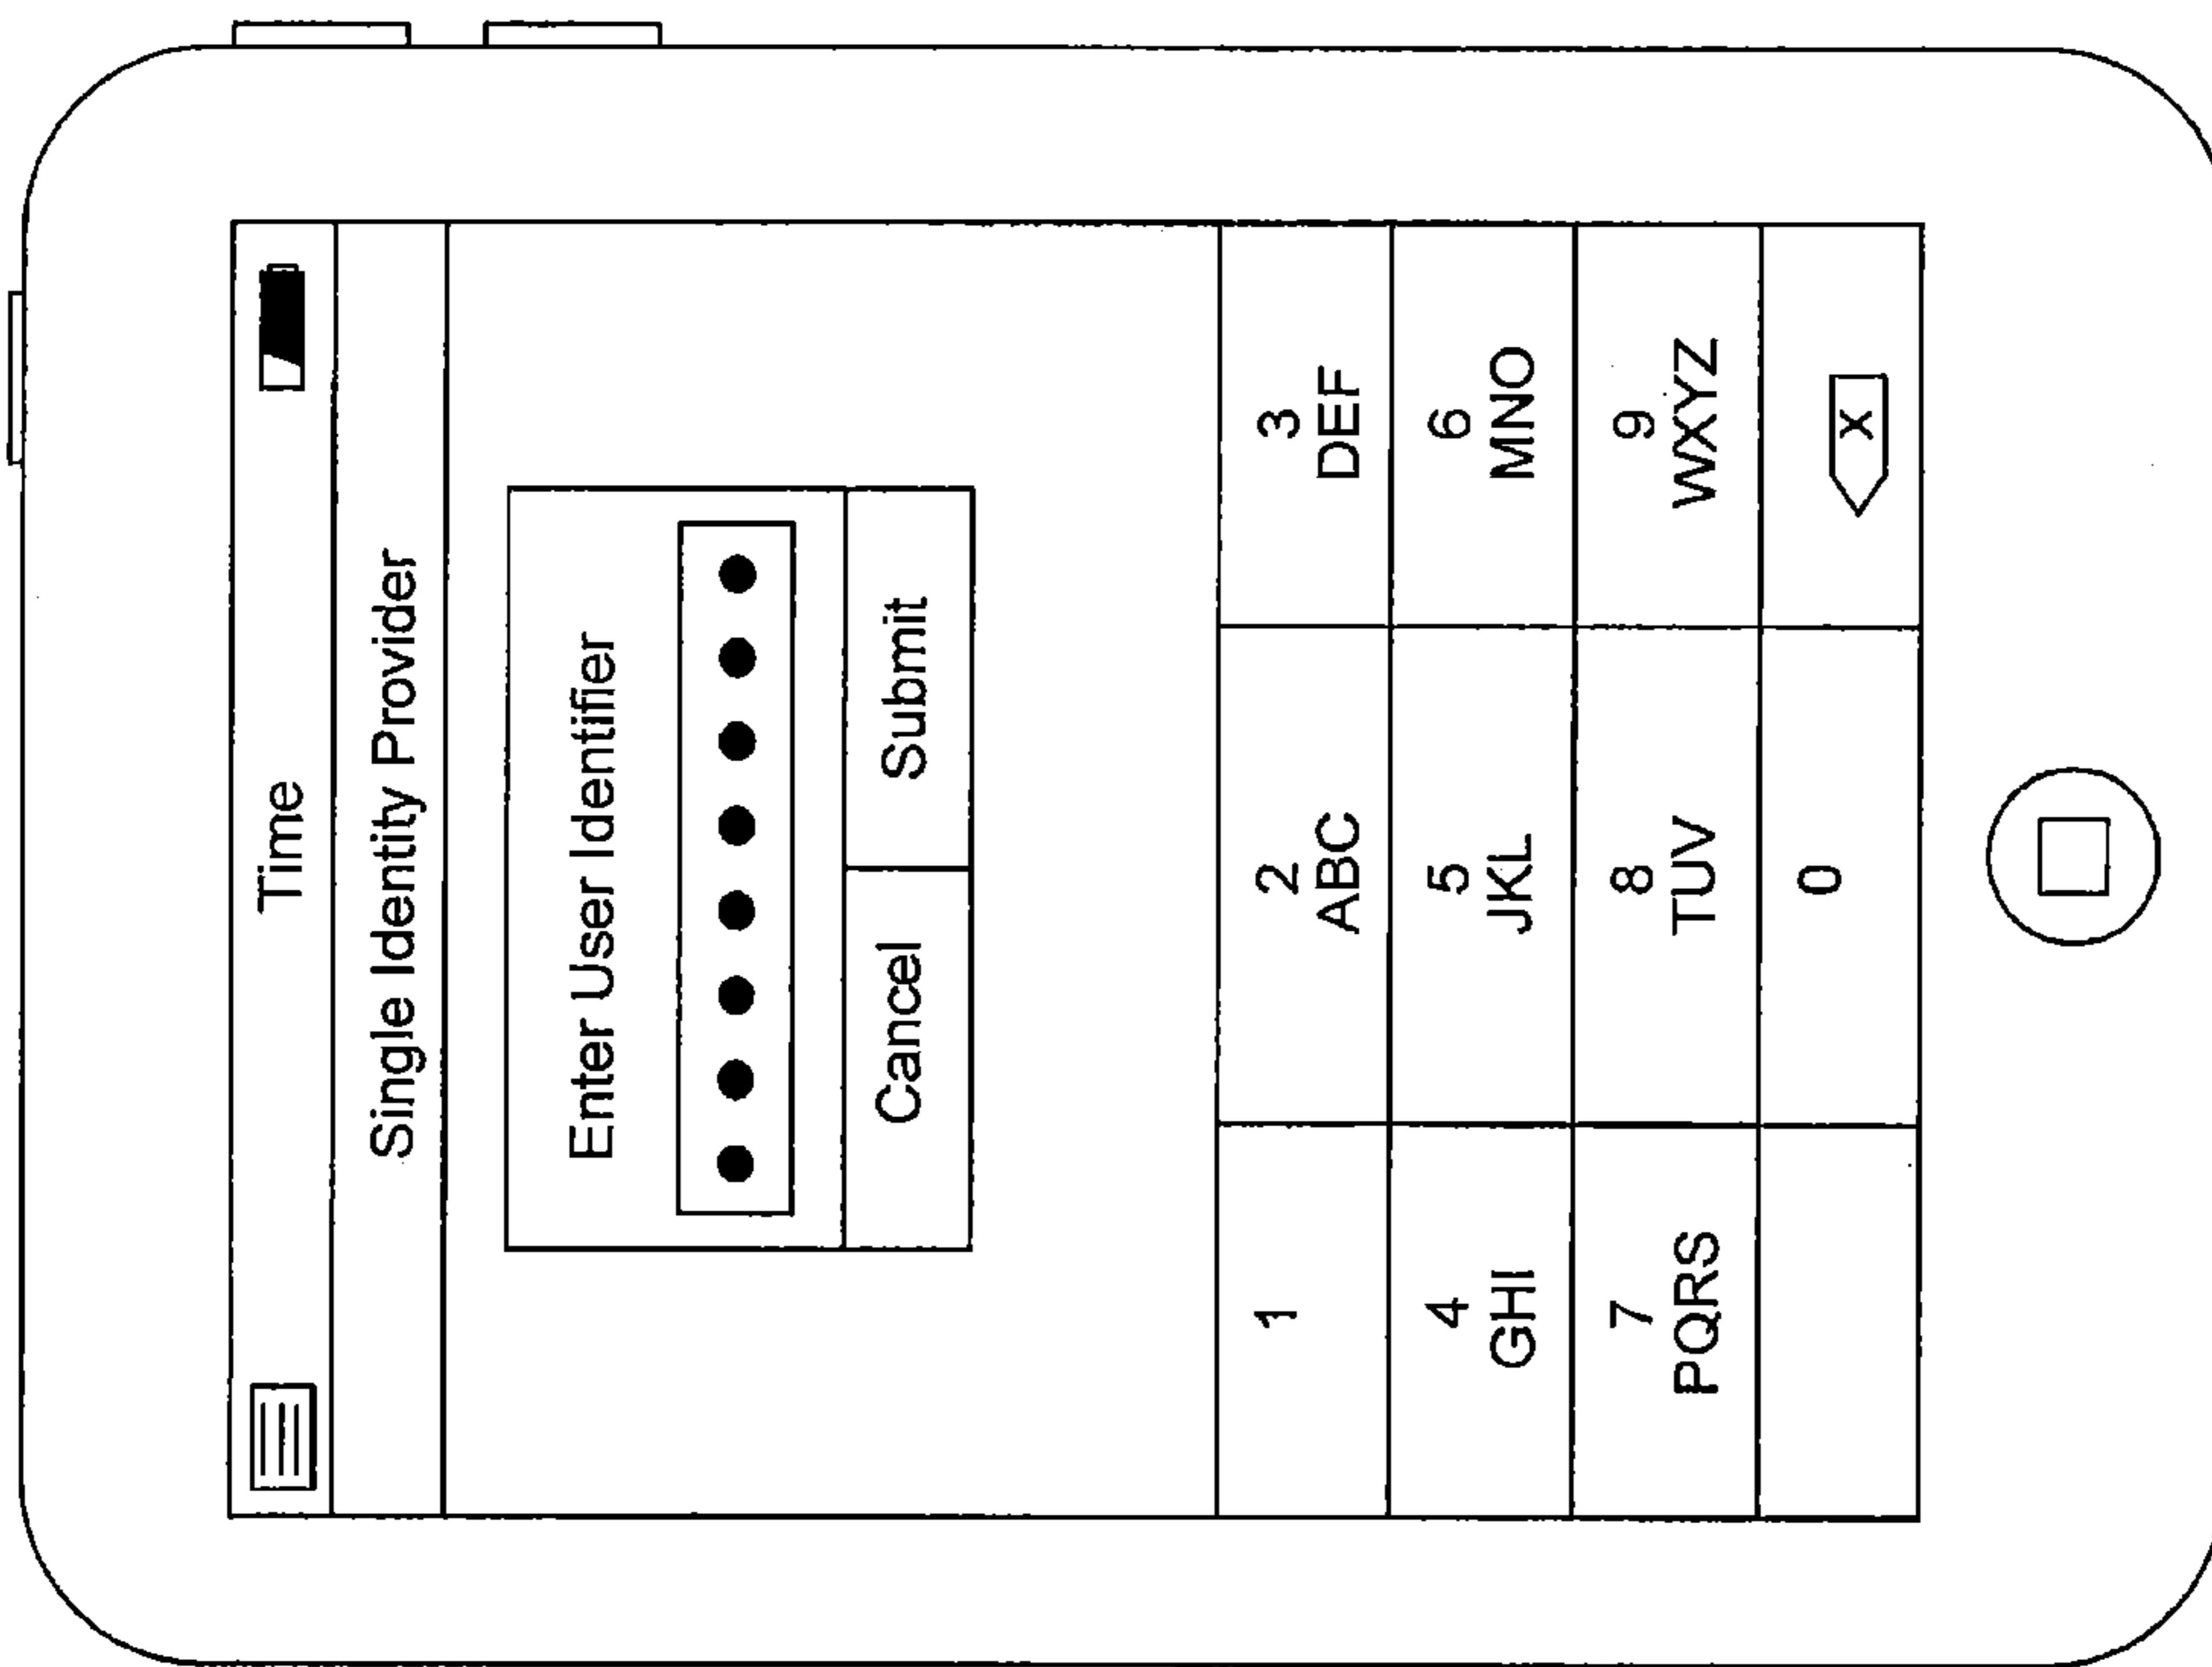 Time
Single Identity Provider
Enter User Identifier
Cancel Submit
1 2 3
ABC DEF
4 5 6
GHI JKL MNO
7 8 9
PQRS TUV WXYZ
0 X